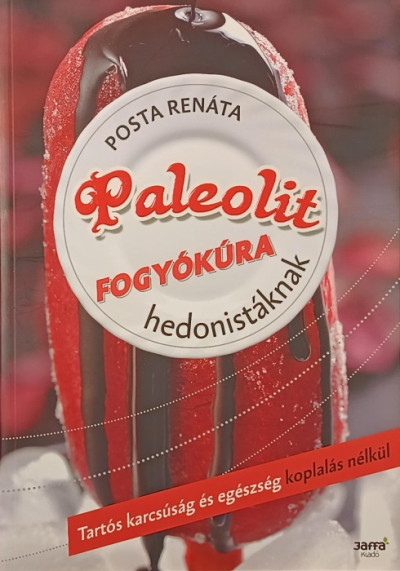 POSTA RENÁTA
Paleolit
FOGYÓKÚRA
hedonistáknak
Tartós karcsúság és egészség koplalás nélkül
Jaffa
Kiadó